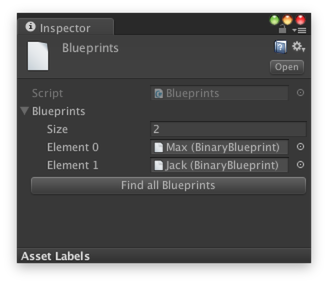 Inspector
Blueprints
Open
Script Blueprints
Blueprints
Size 2
Element 0 Max (BinaryBlueprint)
Element 1 Jack (BinaryBlueprint)
Find all Blueprints
Asset Labels